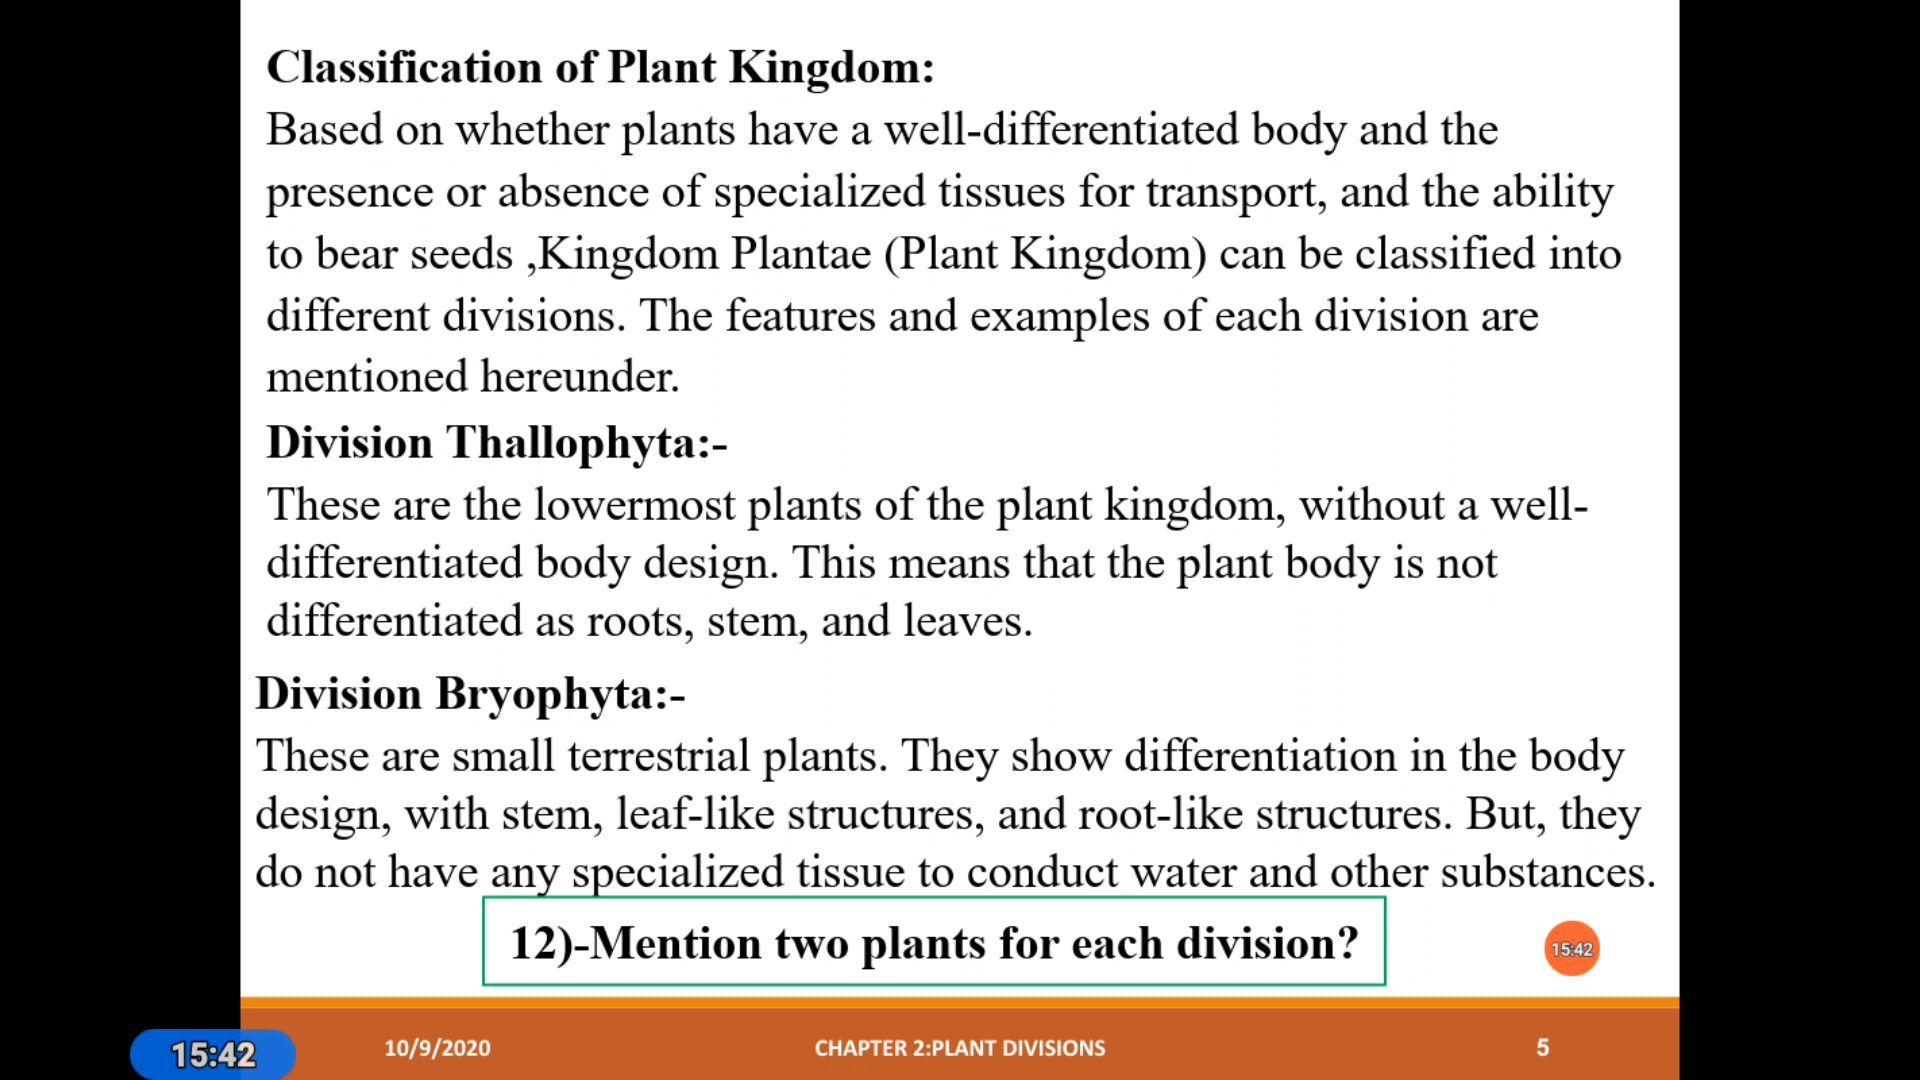 Classification of Plant Kingdom:
Based on whether plants have a well-differentiated body and the
presence or absence of specialized tissues for transport, and the ability
to bear seeds ,Kingdom Plantae (Plant Kingdom) can be classified into
different divisions. The features and examples of each division are
mentioned hereunder.
Division Thallophyta:-
These are the lowermost plants of the plant kingdom, without a well-
differentiated body design. This means that the plant body is not
differentiated as roots, stem, and leaves.
Division Bryophyta:-
These are small terrestrial plants. They show differentiation in the body
design, with stem, leaf-like structures, and root-like structures. But, they
do not have any specialized tissue to conduct water and other substances.
12)-Mention two plants for each division?
15:42
15:42
10/9/2020
CHAPTER 2:PLANT DIVISIONS
5